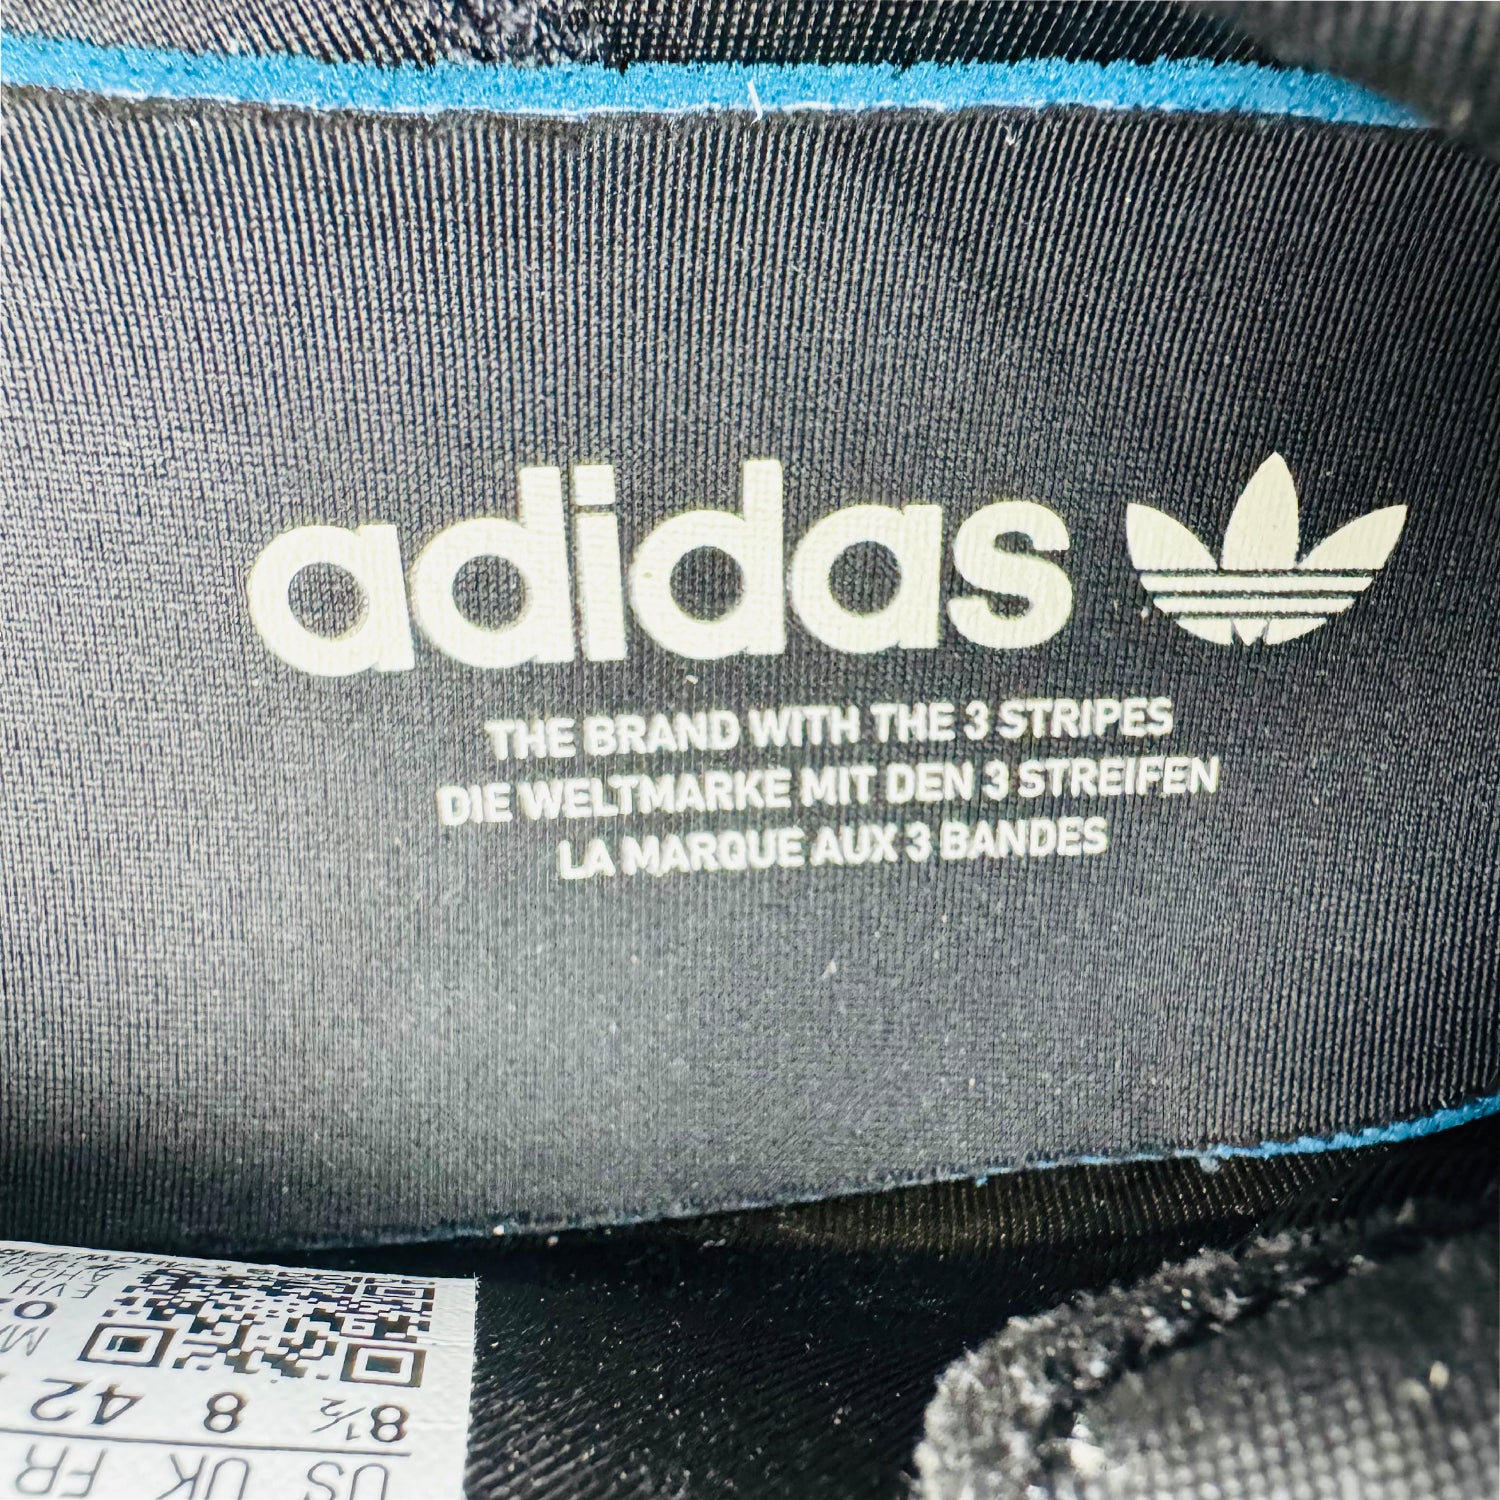 adidas
THE BRAND WITH THE 3 STRIPES
DIE WELTMARKE MIT DEN 3 STREIFEN
LA MARQUE AUX 3 BANDES
US UK FR
8½ 8 42